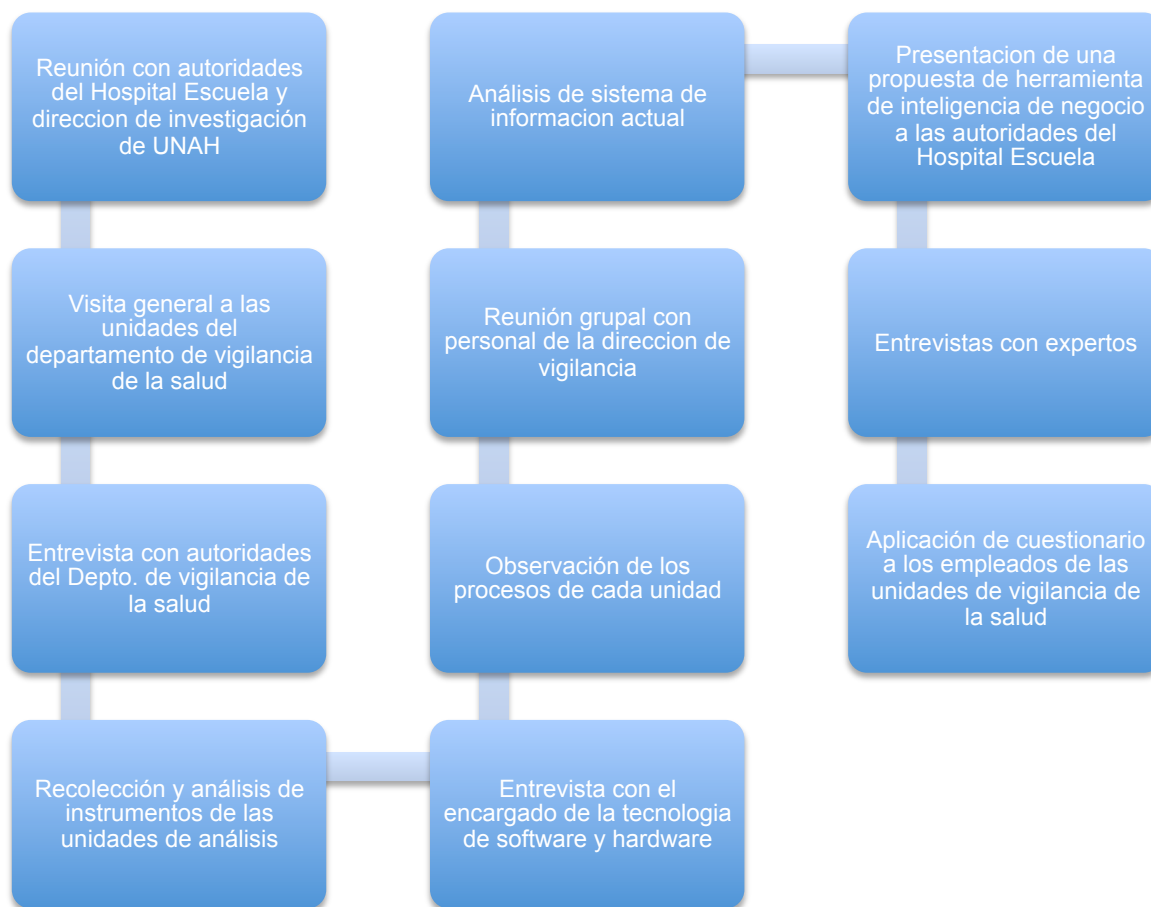 Reunión con autoridades
del Hospital Escuela y
direccion de investigación
de UNAH
Visita general a las
unidades del
departamento de vigilancia
de la salud
Entrevista con autoridades
del Depto. de vigilancia de
la salud
Recolección y análisis de
instrumentos de las
unidades de análisis
Entrevista con el
encargado de la tecnologia
de software y hardware
Observación de los
procesos de cada unidad
Reunión grupal con
personal de la direccion de
vigilancia
Análisis de sistema de
informacion actual
Presentacion de una
propuesta de herramienta
de inteligencia de negocio
a las autoridades del
Hospital Escuela
Entrevistas con expertos
Aplicación de cuestionario
a los empleados de las
unidades de vigilancia de
la salud